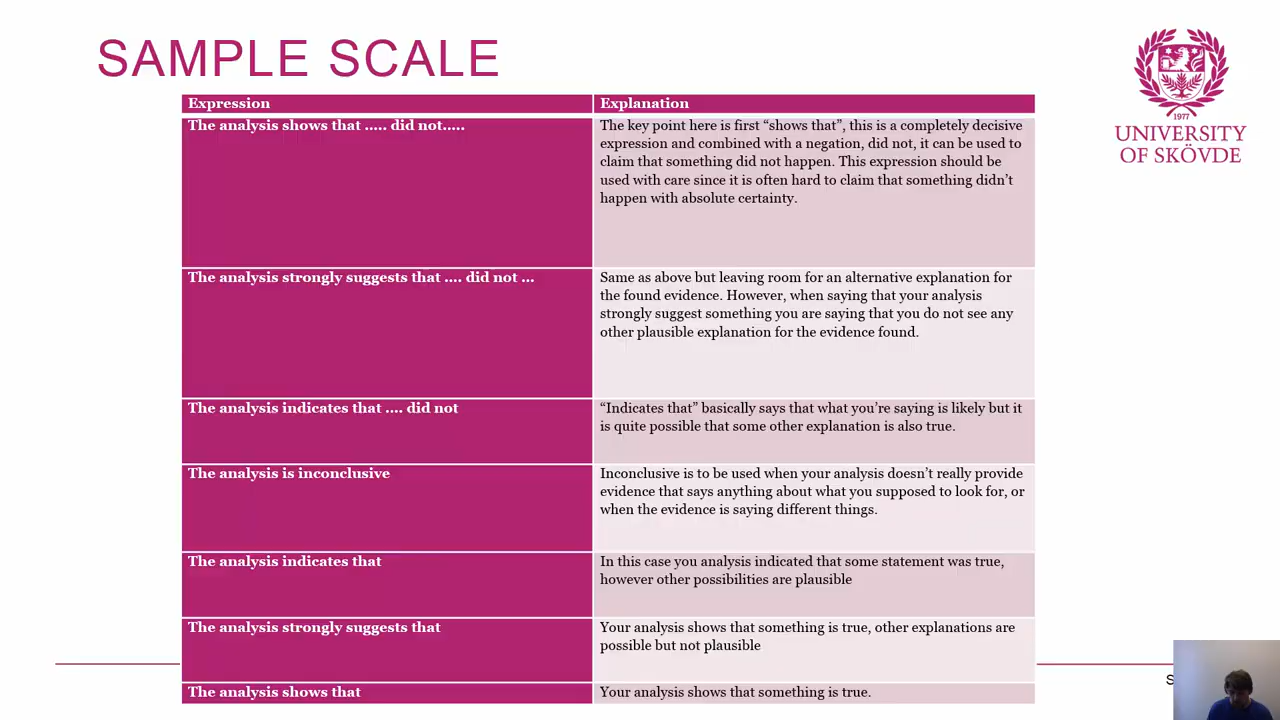 SAMPLE SCALE
1977
UNIVERSITY
OF SKÖVDE
Expression
Explanation
The analysis shows that ….. did not…..
The key point here is first “shows that”, this is a completely decisive
expression and combined with a negation, did not, it can be used to
claim that something did not happen. This expression should be
used with care since it is often hard to claim that something didn’t
happen with absolute certainty.
The analysis strongly suggests that …. did not …
Same as above but leaving room for an alternative explanation for
the found evidence. However, when saying that your analysis
strongly suggest something you are saying that you do not see any
other plausible explanation for the evidence found.
The analysis indicates that …. did not
“Indicates that” basically says that what you’re saying is likely but it
is quite possible that some other explanation is also true.
The analysis is inconclusive
Inconclusive is to be used when your analysis doesn’t really provide
evidence that says anything about what you supposed to look for, or
when the evidence is saying different things.
The analysis indicates that
In this case you analysis indicated that some statement was true,
however other possibilities are plausible
The analysis strongly suggests that
Your analysis shows that something is true, other explanations are
possible but not plausible
The analysis shows that
Your analysis shows that something is true.